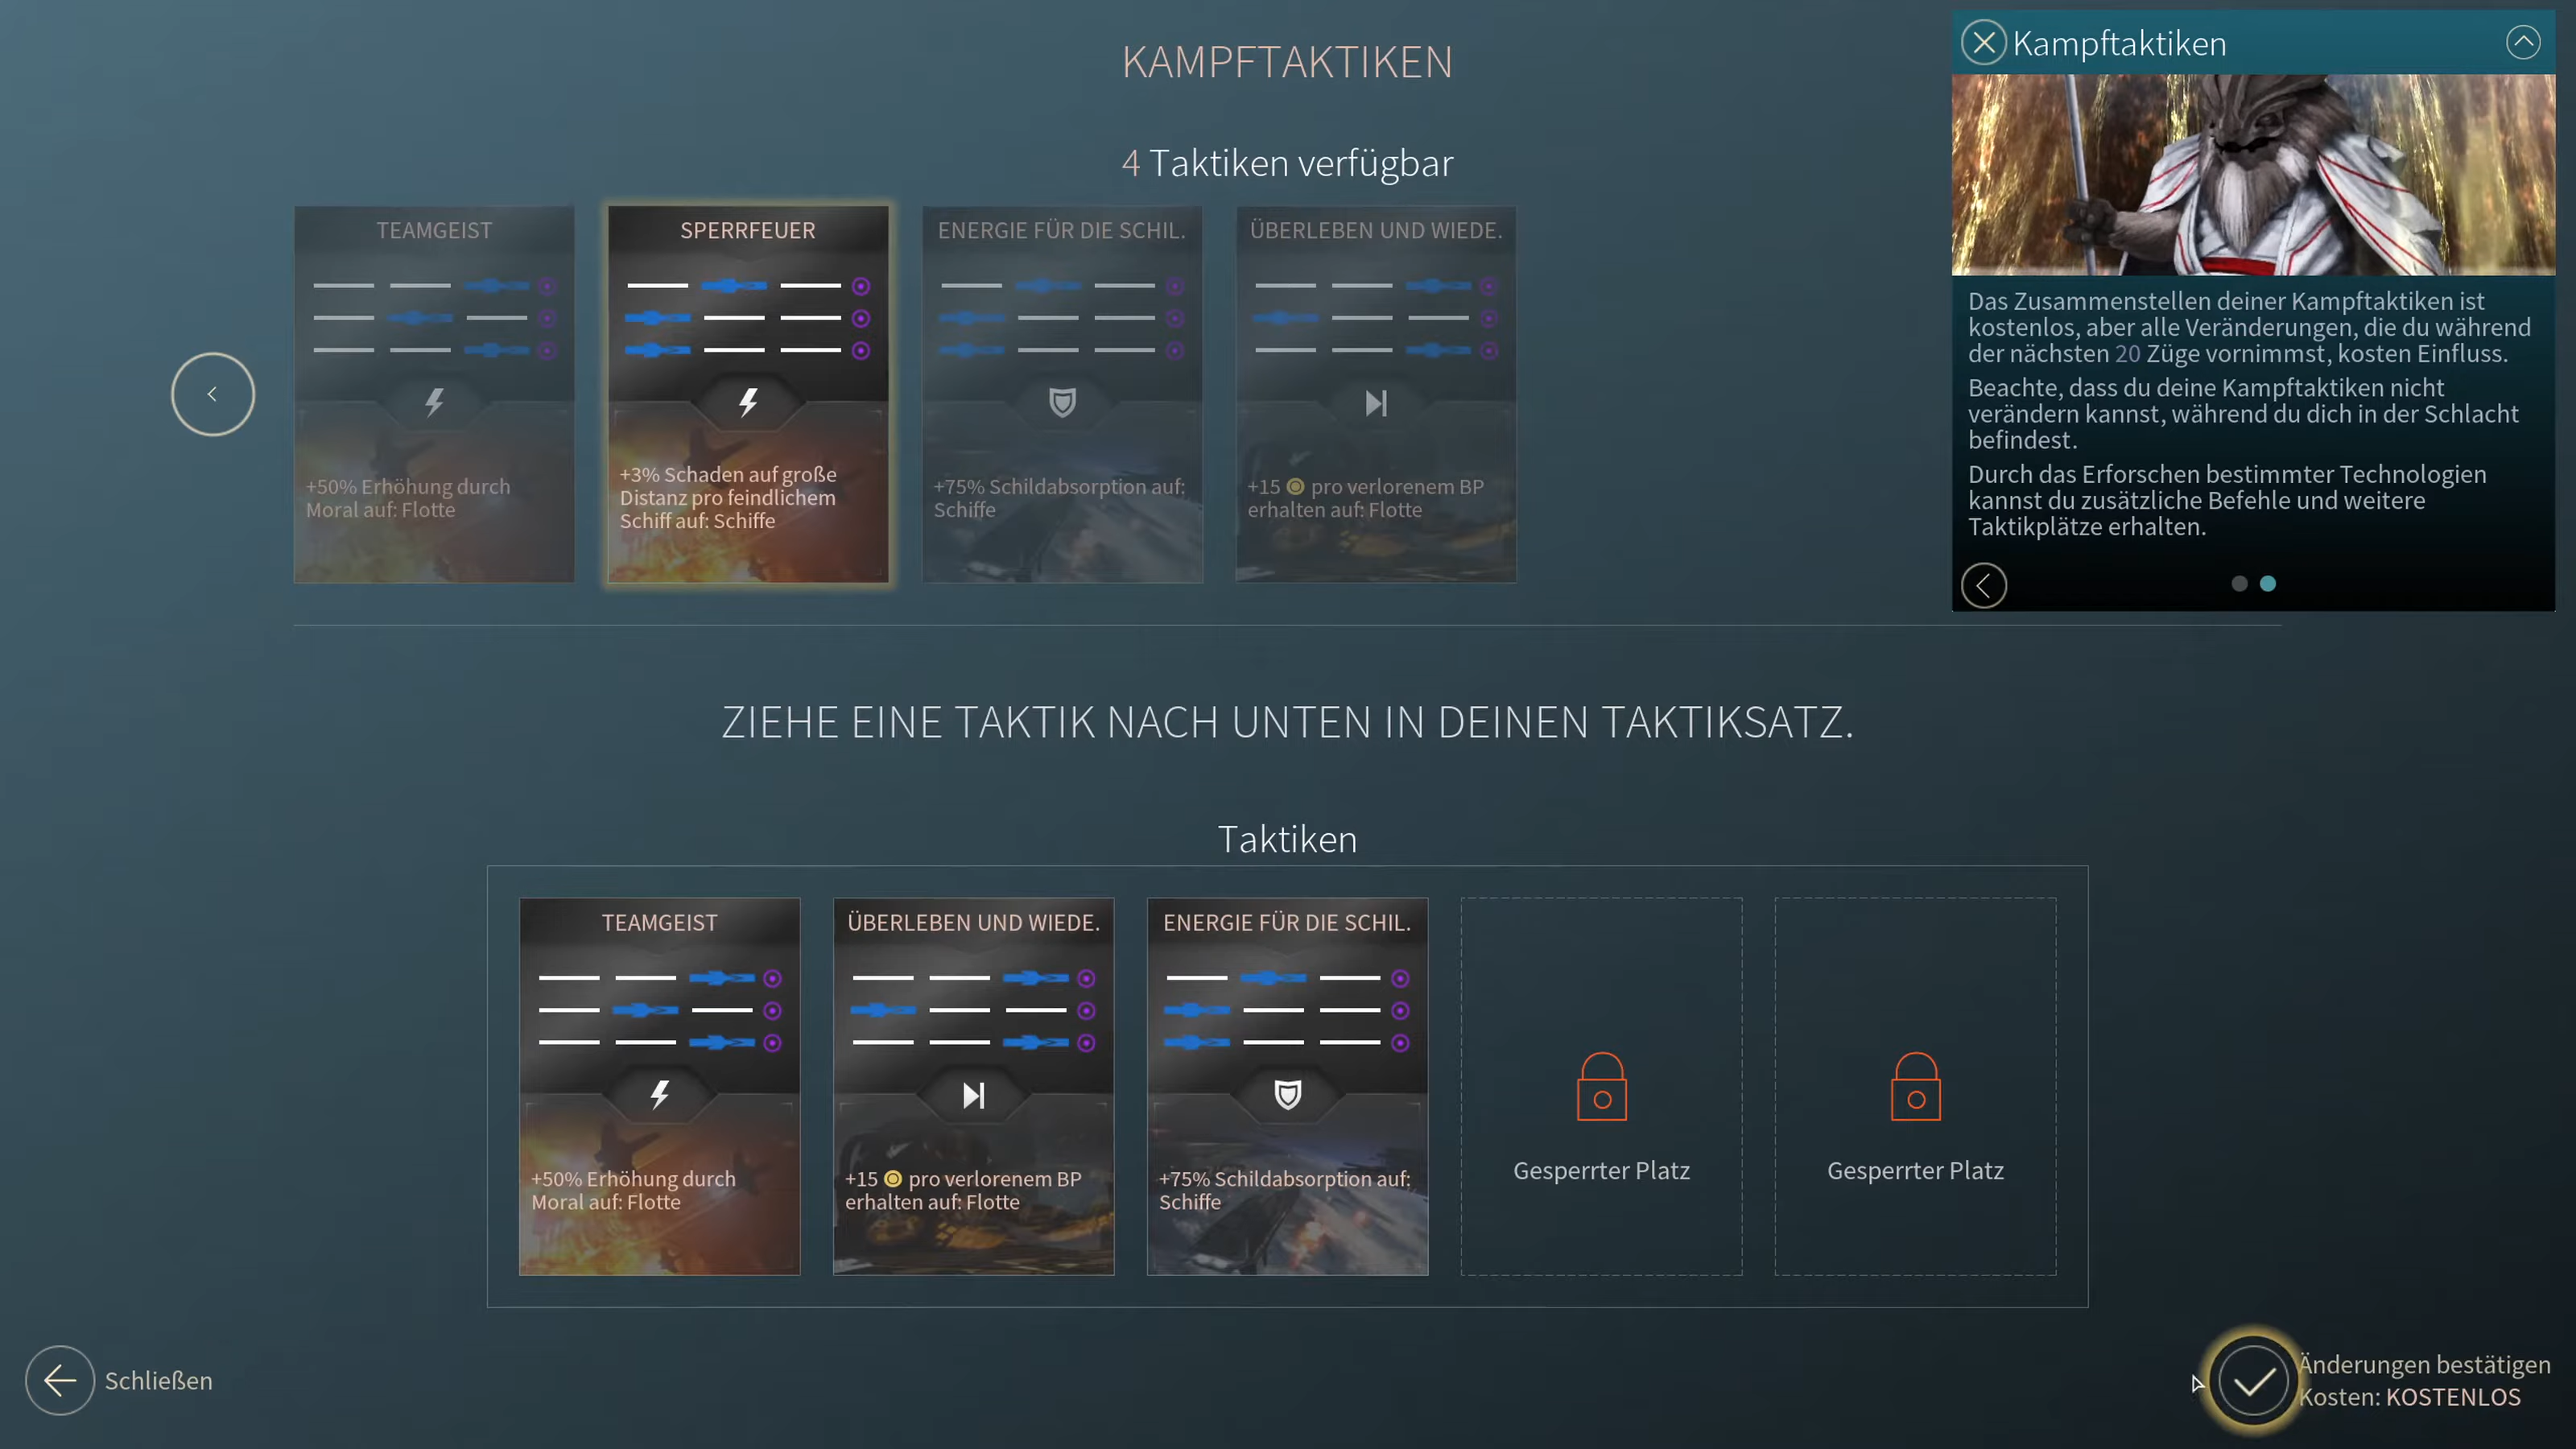 KAMPFTAKTIKEN
4 Taktiken verfügbar
TEAMGEIST
+50% Erhöhung durch
Moral auf: Flotte
SPERRFEUER
+3% Schaden auf große
Distanz pro feindlichem
Schiff auf: Schiffe
ENERGIE FÜR DIE SCHIL.
+75% Schildabsorption auf:
Schiffe
ÜBERLEBEN UND WIEDE.
+15 pro verlorenem BP
erhalten auf: Flotte
Kampftaktiken
Das Zusammenstellen deiner Kampftaktiken ist
kostenlos, aber alle Veränderungen, die du während
der nächsten 20 Züge vornimmst, kosten Einfluss.
Beachte, dass du deine Kampftaktiken nicht
verändern kannst, während du dich in der Schlacht
befindest.
Durch das Erforschen bestimmter Technologien
kannst du zusätzliche Befehle und weitere
Taktikplätze erhalten.
ZIEHE EINE TAKTIK NACH UNTEN IN DEINEN TAKTIKSATZ.
Taktiken
TEAMGEIST
+50% Erhöhung durch
Moral auf: Flotte
ÜBERLEBEN UND WIEDE.
+15 pro verlorenem BP
erhalten auf: Flotte
ENERGIE FÜR DIE SCHIL.
+75% Schildabsorption auf:
Schiffe
Gesperrter Platz
Gesperrter Platz
Schließen
Änderungen bestätigen
Kosten: KOSTENLOS